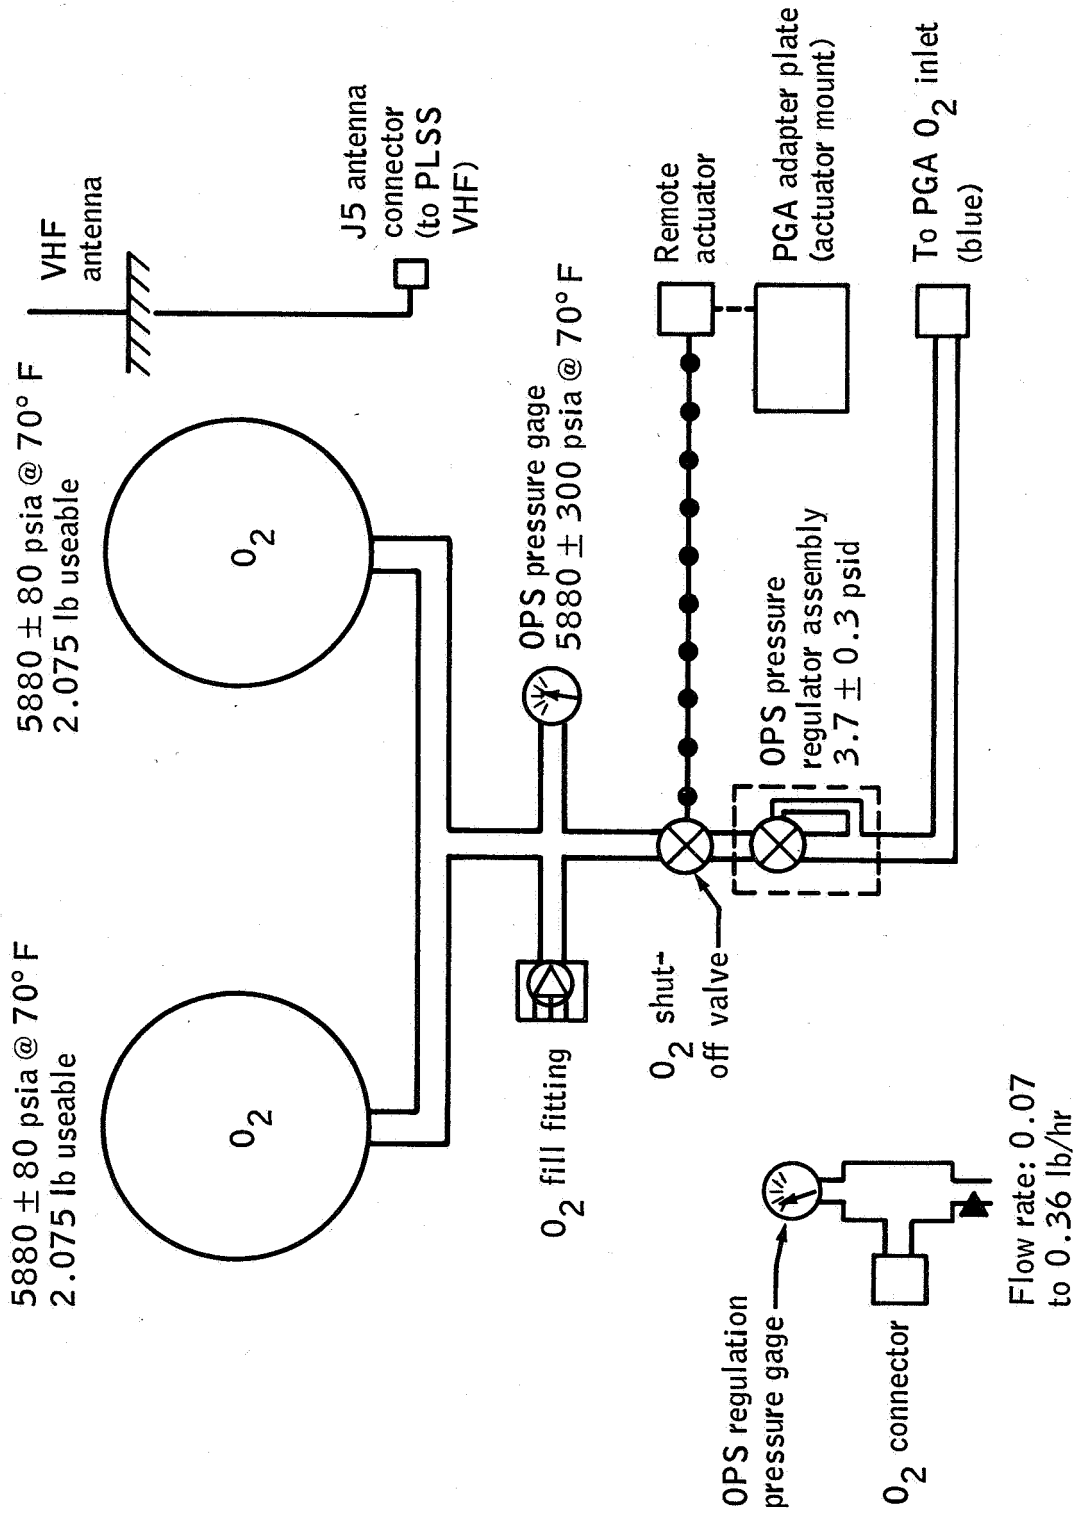 5880 ± 80 psia @ 70° F
2.075 lb useable
O2
5880 ± 80 psia @ 70° F
2.075 lb useable
O2
VHF
antenna
J5 antenna
connector
(to PLSS
VHF)
O2 fill fitting
OPS pressure gage
5880 ± 300 psia @ 70° F
O2 shut-
off valve
Remote
actuator
PGA adapter plate
(actuator mount)
OPS pressure
regulator assembly
3.7 ± 0.3 psid
To PGA O2 inlet
(blue)
OPS regulation
pressure gage
O2 connector
Flow rate: 0.07
to 0.36 lb/hr